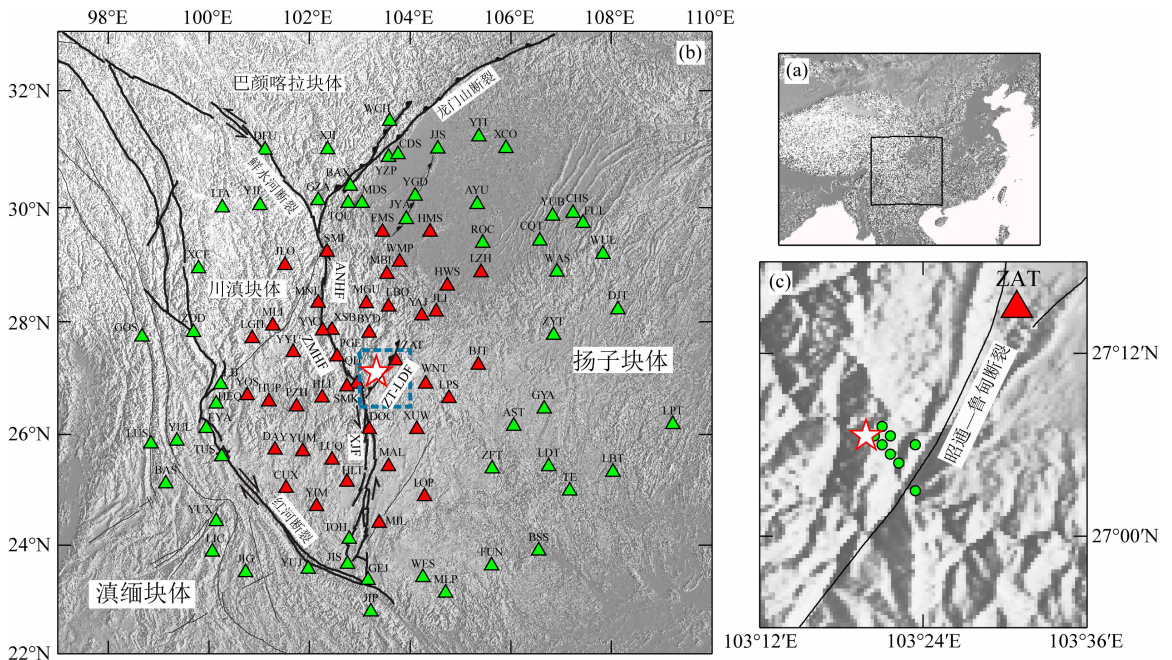 98°E 100°E 102°E 104°E 106°E 108°E 110°E
32°N
30°N
28°N
26°N
24°N
22°N
(b)
巴颜喀拉块体
龙门山断裂
WCH
YTI
XCO
JJS
CDS
YZP
DFU
XJI
鲜水河断裂
BAX
GZA
MDS
YGD
AYU
LTA
YJI
TQU
JYA
YUB
CHS
FUL
EMS
HMS
CQT
ROC
WUL
SMI
WMP
XCE
JLO
MBI
LZH
WAS
川滇块体
ANHF
HWS
MNI
MGU
LBO
DJT
YAJ
JLI
MLI
YYC
XSB
BYD
ZOD
LGH
GOS
ZYT
ZMHF
YYU
PGE
ZAT
扬子块体
QIJ
BJT
HLI
WNT
YOS
HUP
PZH
SMK
ZT-LDF
LPS
HEQ
GYA
EYA
DOC
XUW
AST
LPT
TUS
YUL
LUS
DAY
YUM
LUQ
XJF
MAL
ZFT
LDT
LBT
BAS
CUX
HLT
TE
YIM
LOP
YUX
红河断裂
TOH
MIL
LIC
BSS
JIG
YUJ
JIS
GEJ
WES
FUN
滇缅块体
MLP
JIP
(a)
(c)
ZAT
昭通—鲁甸断裂
27°12′N
27°00′N
103°12′E 103°24′E 103°36′E